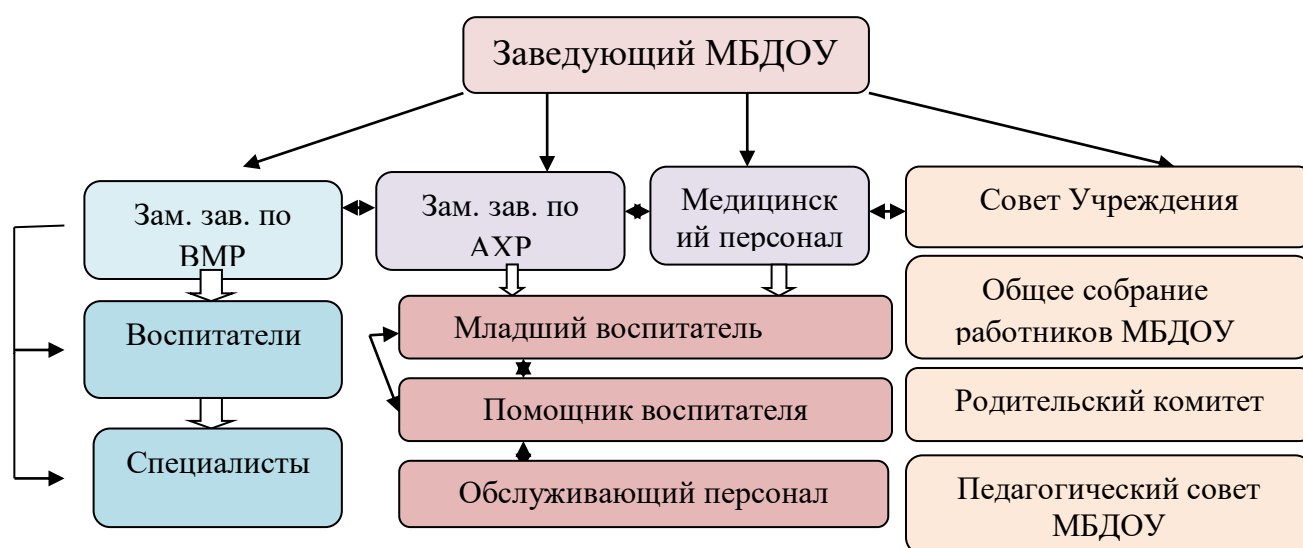 Заведующий МБДОУ
Зам. зав. по
ВМР
Зам. зав. по
АХР
Медицинск
ий персонал
Совет Учреждения
Воспитатели
Младший воспитатель
Общее собрание
работников МБДОУ
Помощник воспитателя
Родительский комитет
Специалисты
Обслуживающий персонал
Педагогический совет
МБДОУ